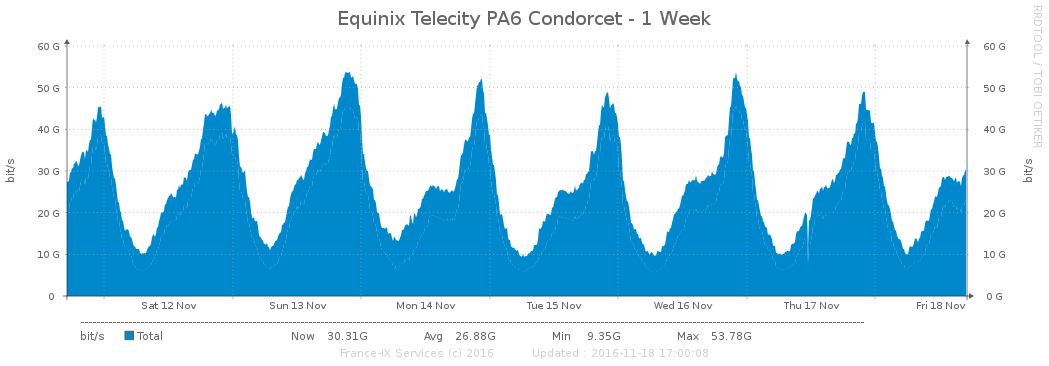 Equinix Telecity PA6 Condorcet - 1 Week
RRDTOOL / TOBI OETIKER
60 G 60 G
50 G 50 G
40 G 40 G
30 G 30 G
20 G 20 G
10 G 10 G
0 0 G
bit/s
bit/s
Sat 12 Nov Sun 13 Nov Mon 14 Nov Tue 15 Nov Wed 16 Nov Thu 17 Nov Fri 18 Nov
bit/s Total Now 30.31G Avg 26.88G Min 9.35G Max 53.78G
France-IX Services (c) 2016 Updated : 2016-11-18 17:00:08